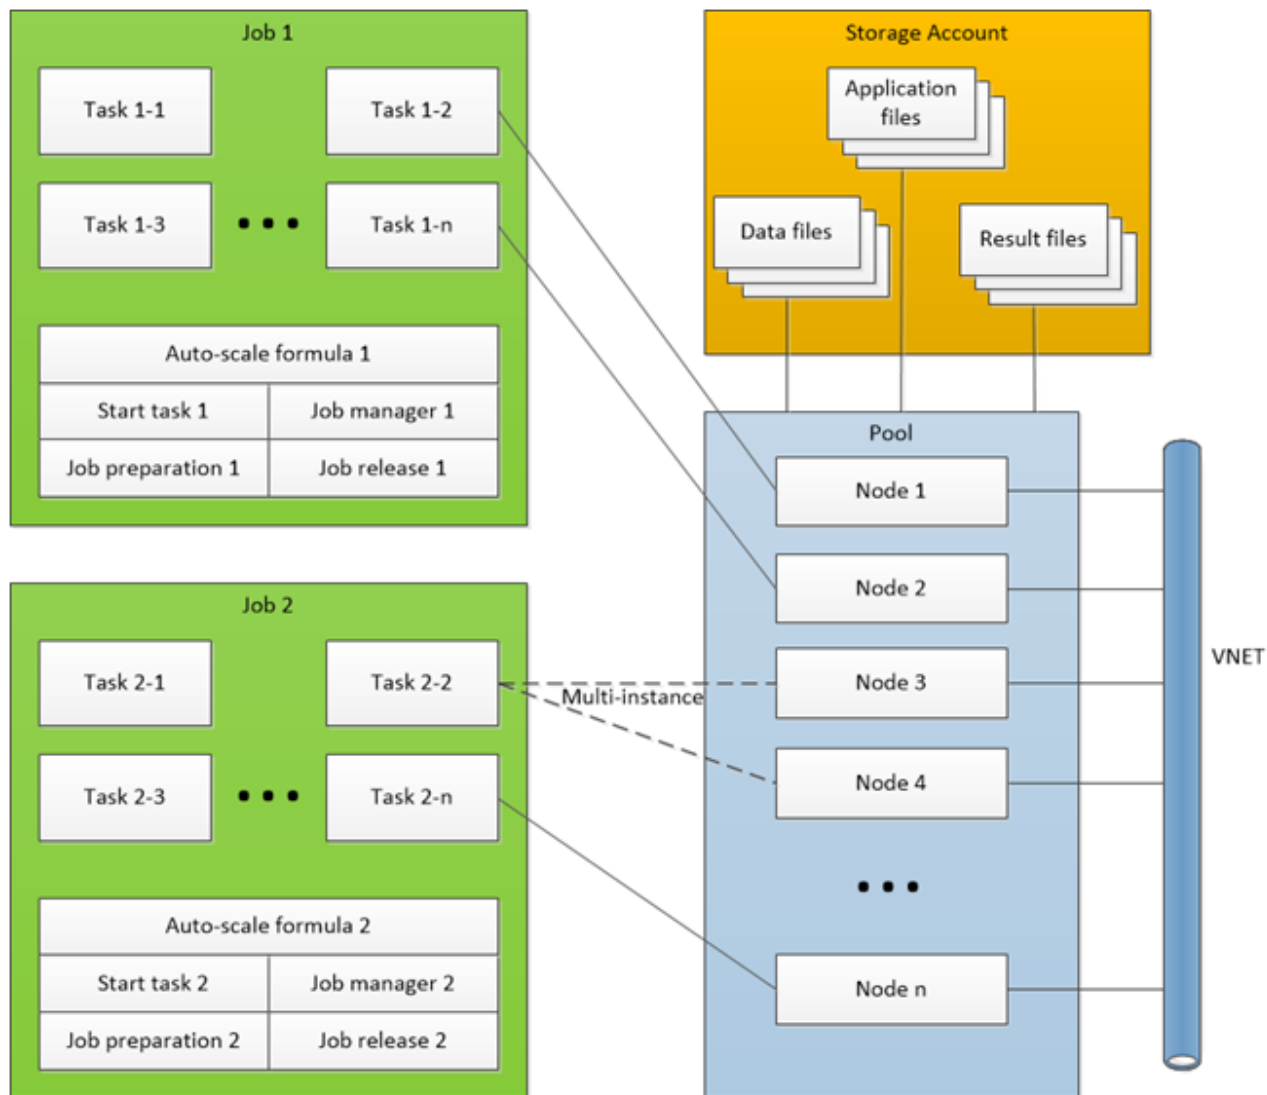 Job 1
Task 1-1
Task 1-2
Task 1-3
Task 1-n
Auto-scale formula 1
Start task 1
Job manager 1
Job preparation 1
Job release 1
Job 2
Task 2-1
Task 2-2
Task 2-3
Task 2-n
Auto-scale formula 2
Start task 2
Job manager 2
Job preparation 2
Job release 2
Multi-instance
Storage Account
Application
files
Data files
Result files
Pool
Node 1
Node 2
Node 3
Node 4
Node n
VNET